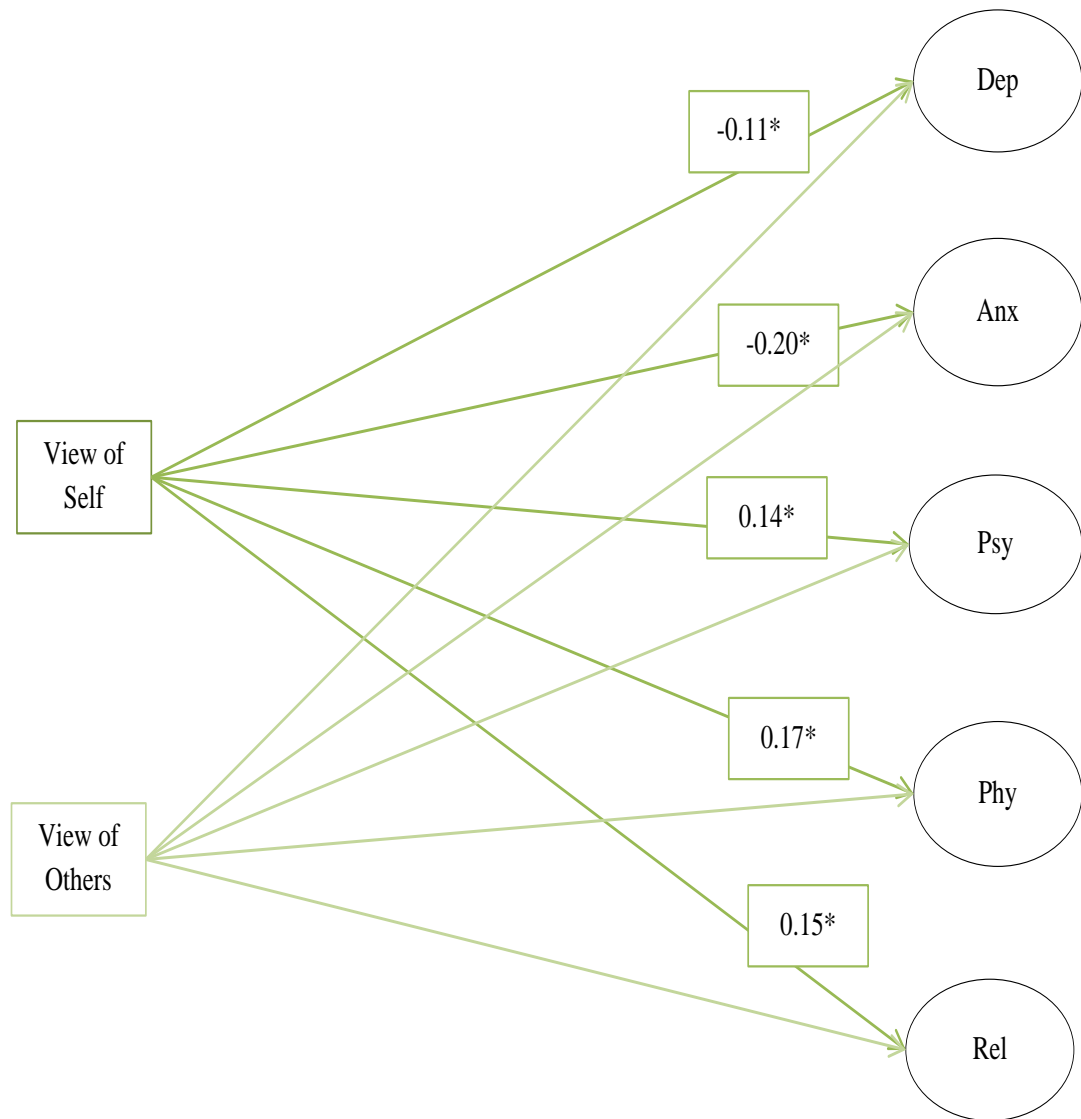 Dep
-0.11*
Anx
-0.20*
View of
Self
0.14*
Psy
0.17*
Phy
View of
Others
0.15*
Rel